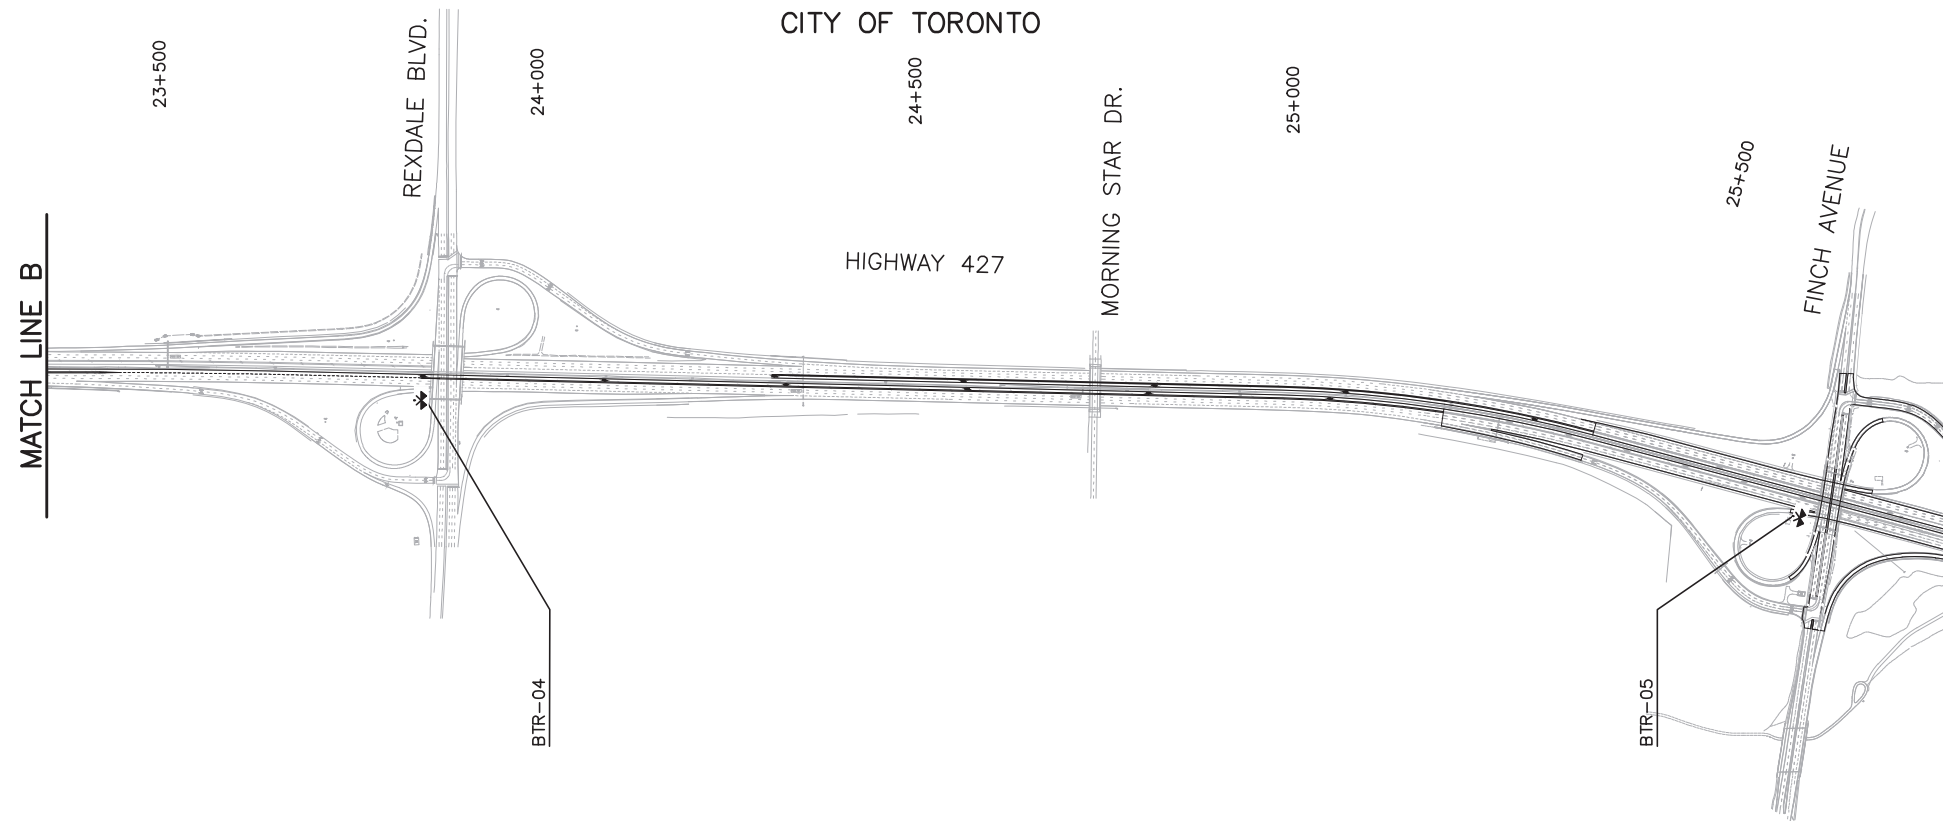 CITY OF TORONTO
23+500
REXDALE BLVD.
24+000
24+500
MORNING STAR DR.
25+000
25+500
FINCH AVENUE
HIGHWAY 427
MATCH LINE B
BTR-04
BTR-05